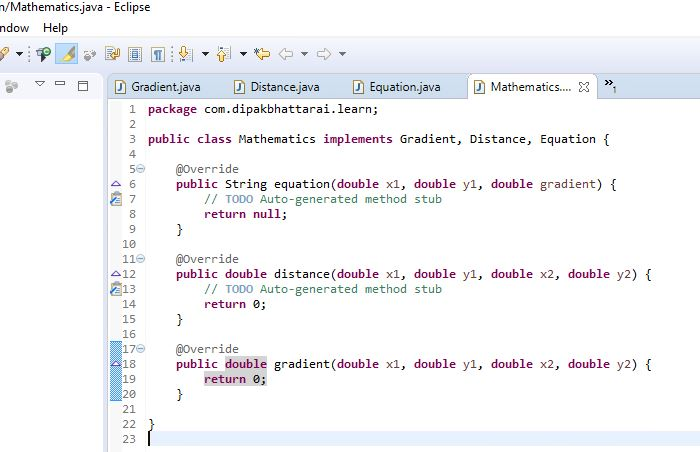 n/Mathematics.java - Eclipse
ndow Help
Gradient.java Distance.java Equation.java Mathematics.... »1
1 package com.dipakbhattarai.learn;
2
3 public class Mathematics implements Gradient, Distance, Equation {
4
5 @Override
6 public String equation(double x1, double y1, double gradient) {
7 // TODO Auto-generated method stub
8 return null;
9 }
10
11 @Override
12 public double distance(double x1, double y1, double x2, double y2) {
13 // TODO Auto-generated method stub
14 return 0;
15 }
16
17 @Override
18 public double gradient(double x1, double y1, double x2, double y2) {
19 return 0;
20 }
21
22 }
23